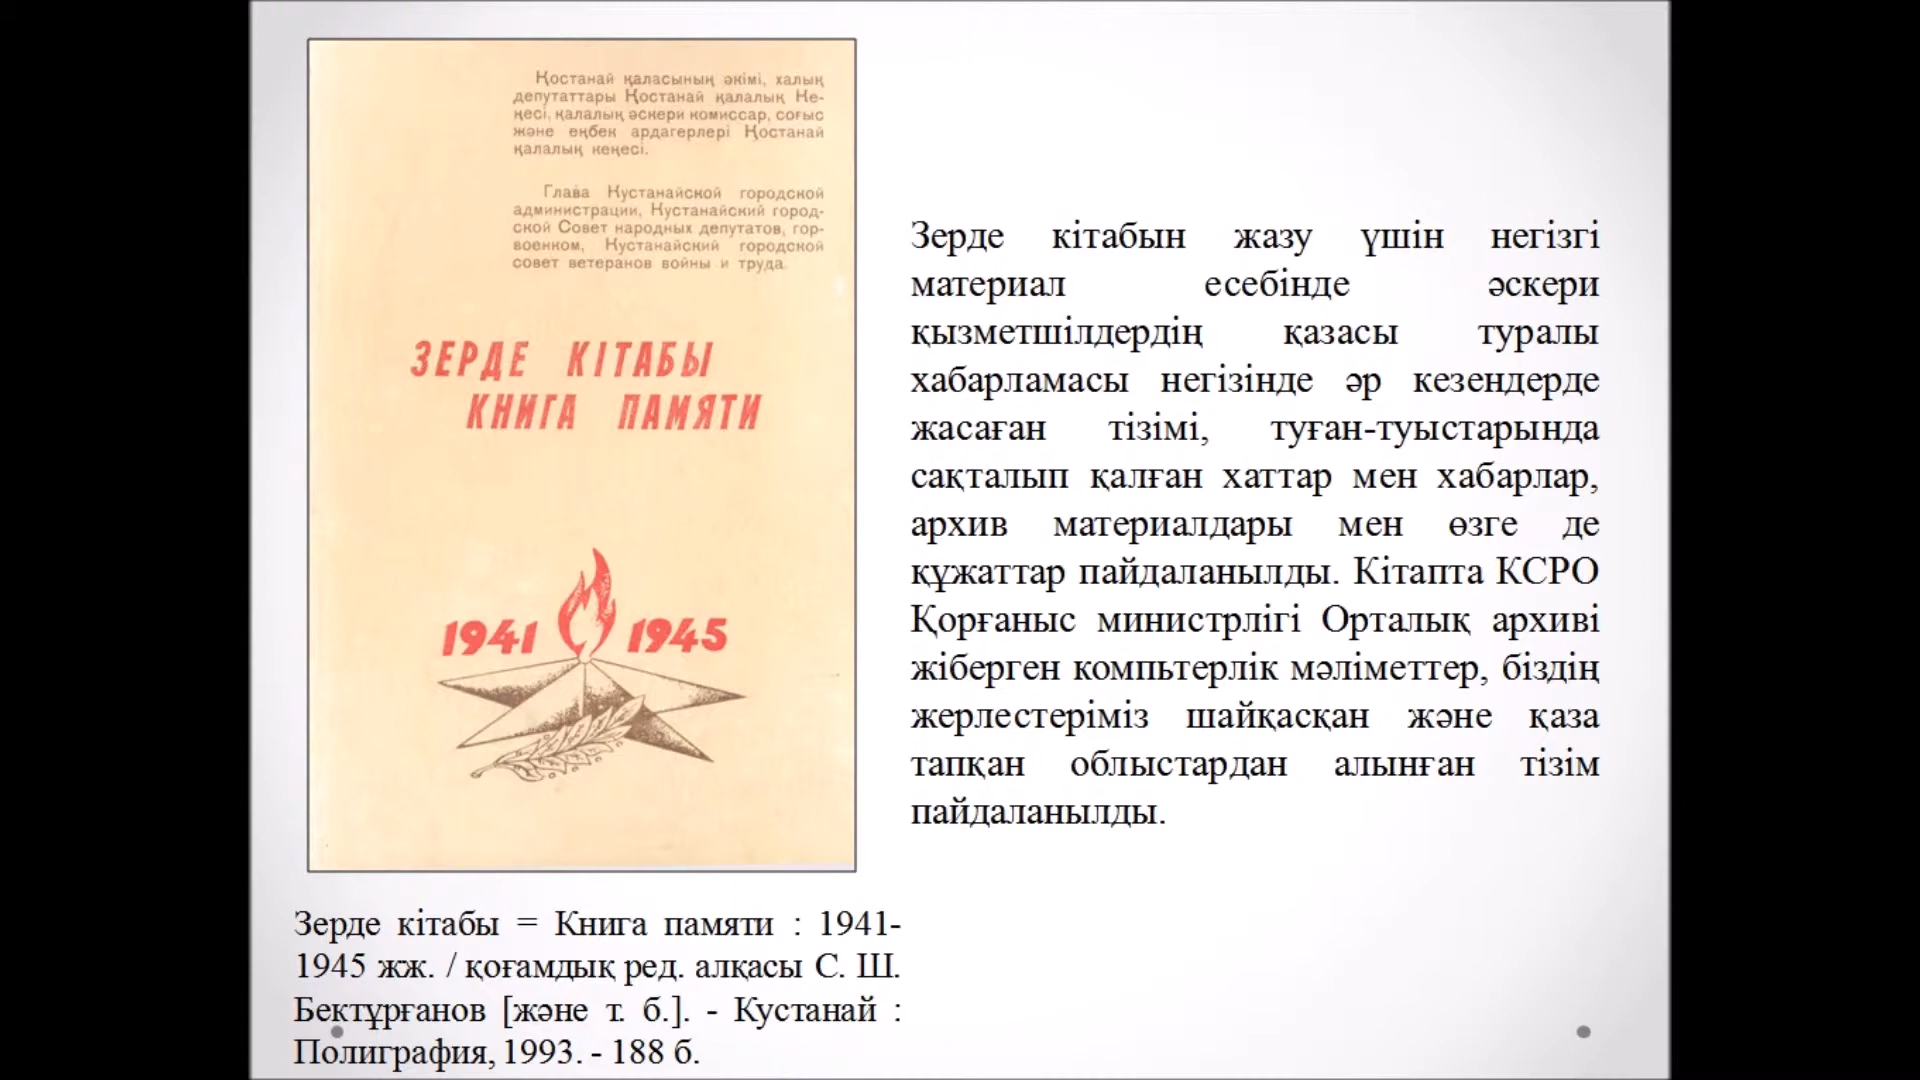 Қостанай қаласының әкімі, халық
депутаттары Қостанай қалалық Ке-
ңесі, қалалық әскери комиссар, соғыс
және еңбек ардагерлері Қостанай
қалалық кеңесі.
Глава Кустанайской городской
администрации, Кустанайский город-
ской Совет народных депутатов, гор-
военком, Кустанайский городской
совет ветеранов войны и труда.
ЗЕРДЕ КІТАБЫ
КНИГА ПАМЯТИ
1941 1945
Зерде кітабы = Книга памяти : 1941-
1945 жж. / қоғамдық ред. алқасы С. Ш.
Бектұрғанов [және т. б.]. - Кустанай :
Полиграфия, 1993. - 188 б.
Зерде кітабын жазу үшін негізгі
материал есебінде әскери
қызметшілдердің қазасы туралы
хабарламасы негізінде әр кезендерде
жасаған тізімі, туған-туыстарында
сақталып қалған хаттар мен хабарлар,
архив материалдары мен өзге де
құжаттар пайдаланылды. Кітапта КСРО
Қорғаныс министрлігі Орталық архиві
жіберген компьтерлік мәліметтер, біздің
жерлестеріміз шайқасқан және қаза
тапқан облыстардан алынған тізім
пайдаланылды.